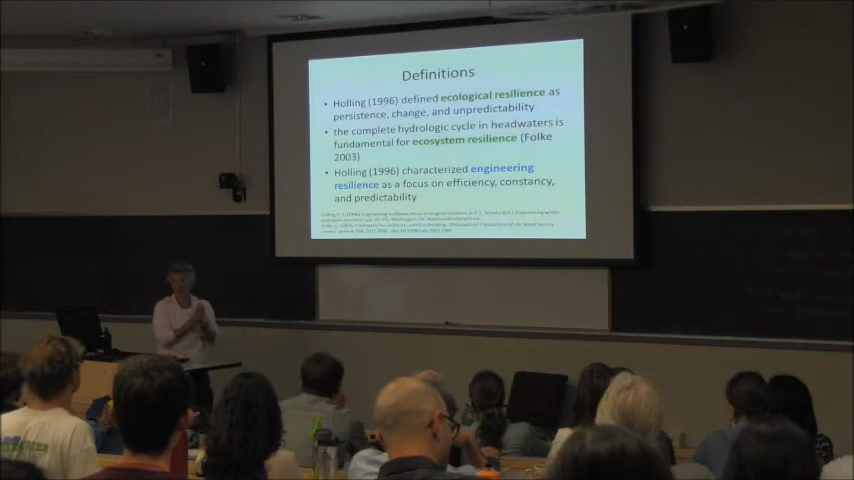 Definitions
• Holling (1996) defined ecological resilience as
persistence, change, and unpredictability
• the complete hydrologic cycle in headwaters is
fundamental for ecosystem resilience (Folke
2003)
• Holling (1996) characterized engineering
resilience as a focus on efficiency, constancy,
and predictability